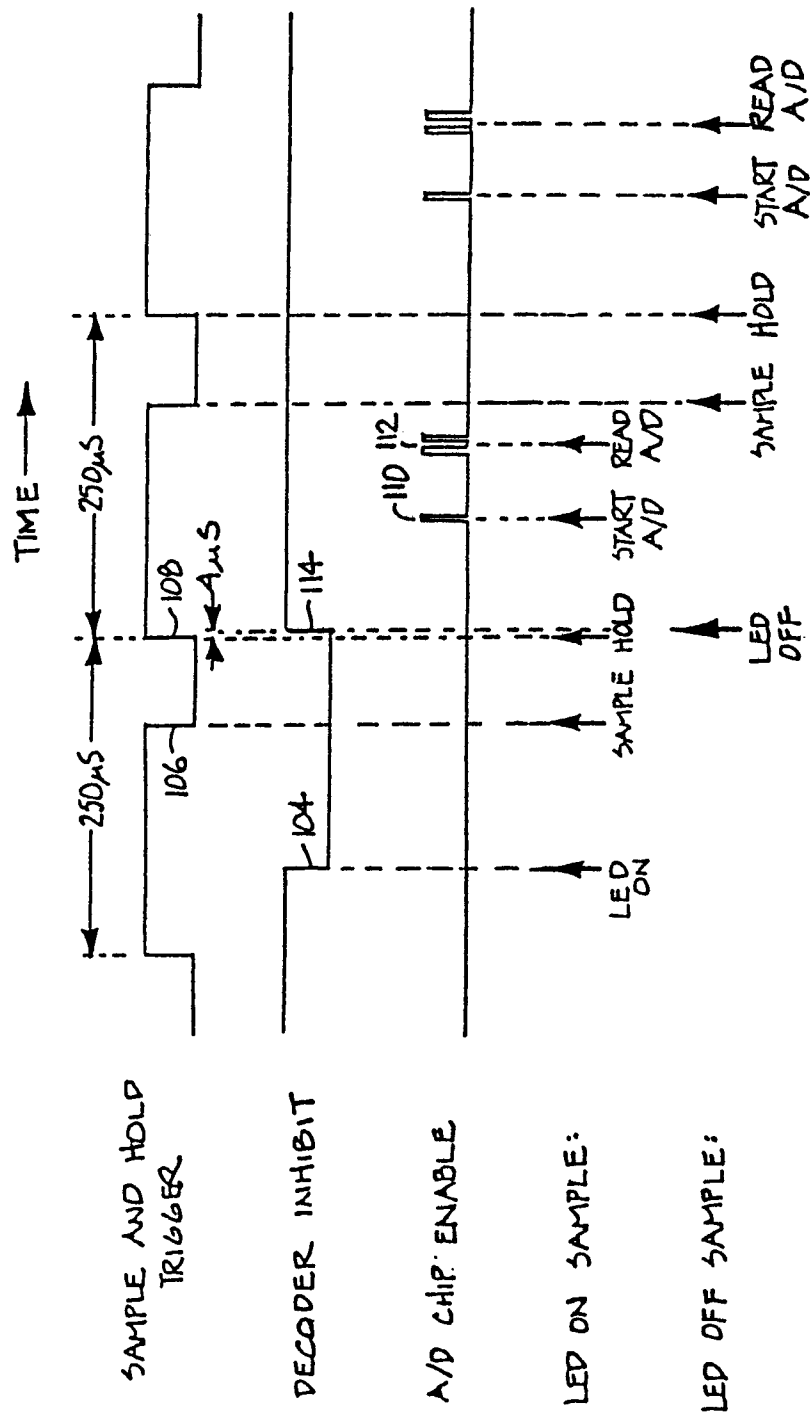 TIME
250µS
250µS
4µS
SAMPLE AND HOLD
TRIGGER
106
108
DECODER INHIBIT
104
114
A/D CHIP ENABLE
110
112
LED ON SAMPLE:
LED
ON
SAMPLE
HOLD
START
A/D
READ
A/D
LED OFF SAMPLE:
LED
OFF
SAMPLE
HOLD
START
A/D
READ
A/D